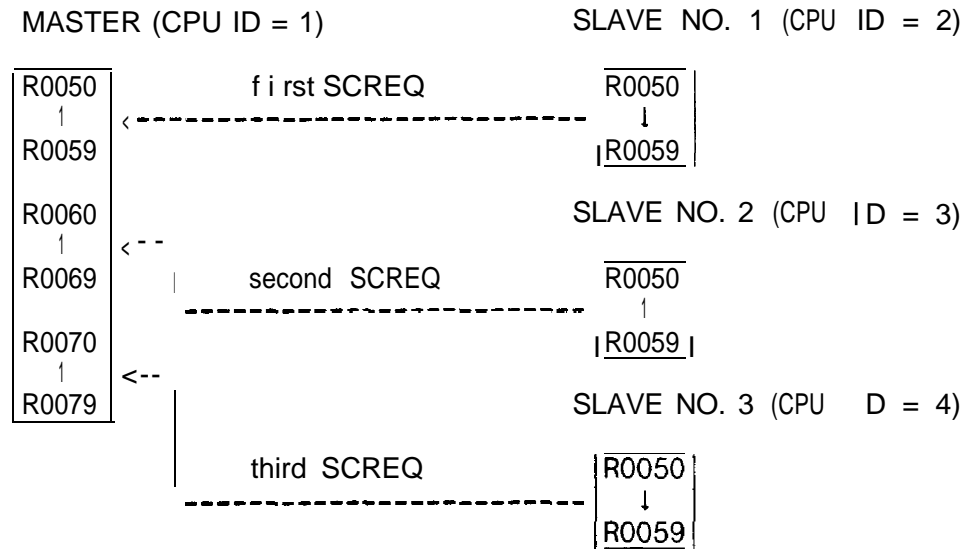 MASTER (CPU ID = 1)
SLAVE NO. 1 (CPU ID = 2)
R0050
↓
R0059
R0060
↓
R0069
R0070
↓
R0079
first SCREQ
R0050
↓
R0059
SLAVE NO. 2 (CPU ID = 3)
second SCREQ
R0050
↓
R0059
SLAVE NO. 3 (CPU D = 4)
third SCREQ
R0050
↓
R0059